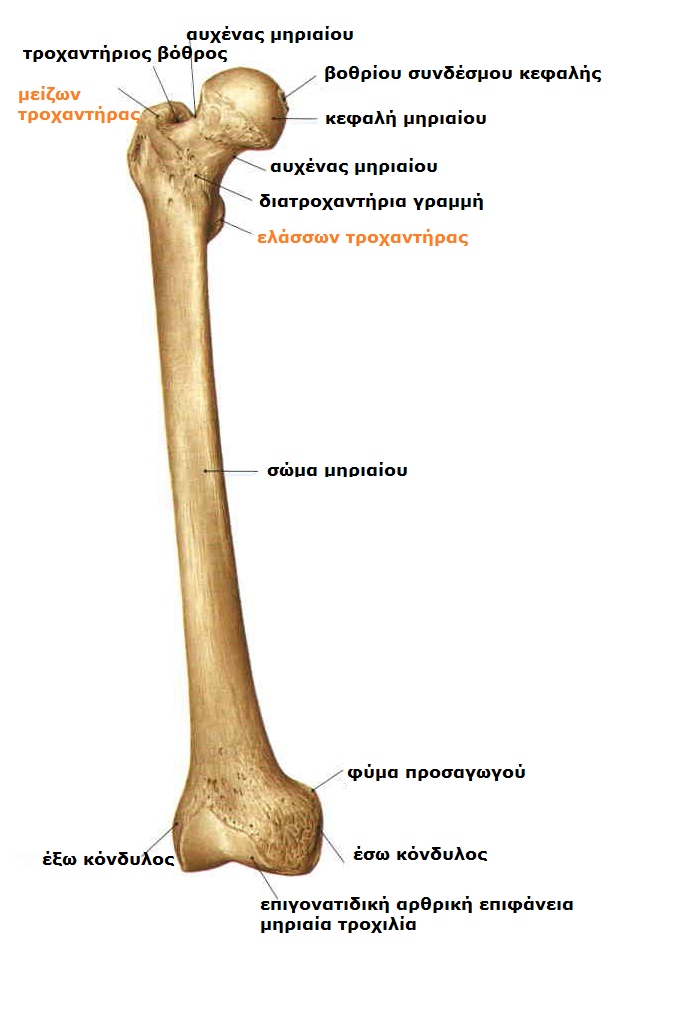 αυχένας μηριαίου
τροχαντήριος βόθρος
βοθρίου συνδέσμου κεφαλής
μείζων
τροχαντήρας
κεφαλή μηριαίου
αυχένας μηριαίου
διατροχαντήρια γραμμή
ελάσσων τροχαντήρας
σώμα μηριαίου
φύμα προσαγωγού
έξω κόνδυλος
έσω κόνδυλος
επιγονατιδική αρθρική επιφάνεια
μηριαία τροχιλία